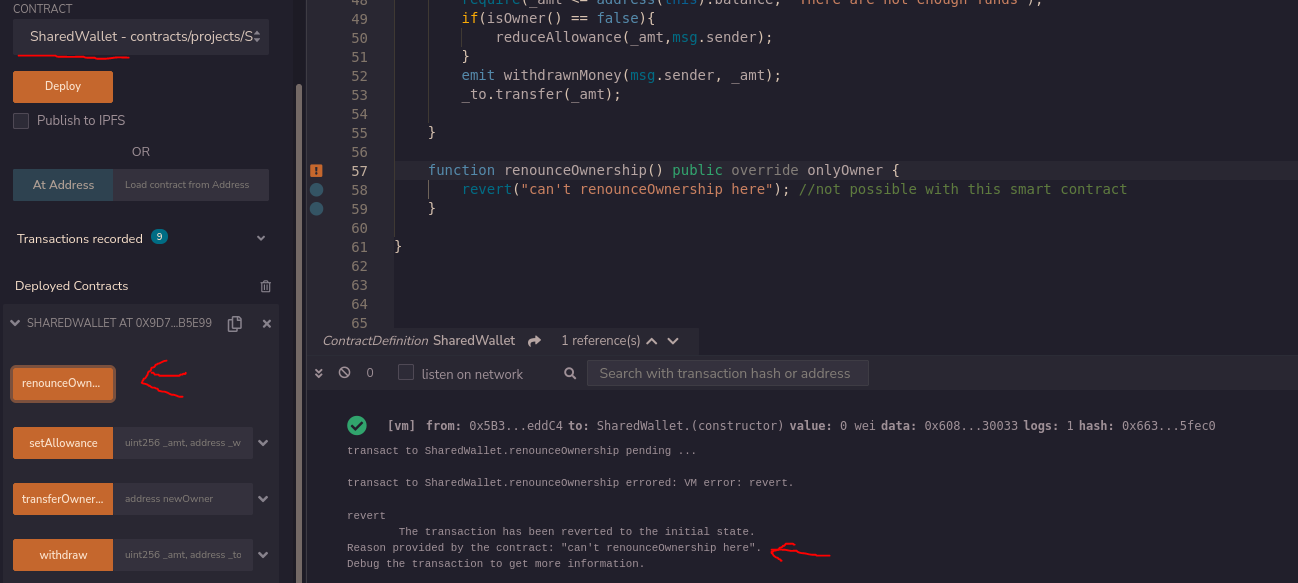 CONTRACT
SharedWallet - contracts/projects/S
Deploy
Publish to IPFS
OR
At Address Load contract from Address
Transactions recorded 9
Deployed Contracts
SHAREDWALLET AT 0X9D7...B5E99
renounceOwn...
setAllowance uint256 _amt, address _w
transferOwner... address newOwner
withdraw uint256 _amt, address _to
48 require(_amt <= address(this).balance, "There are not enough funds");
49 if(isOwner() == false){
50 reduceAllowance(_amt,msg.sender);
51 }
52 emit withdrawnMoney(msg.sender, _amt);
53 _to.transfer(_amt);
54
55 }
56
57 function renounceOwnership() public override onlyOwner {
58 revert("can't renounceOwnership here"); //not possible with this smart contract
59 }
60
61 }
62
63
64
65
ContractDefinition SharedWallet 1 reference(s)
0 listen on network Search with transaction hash or address
[vm] from: 0x5B3...eddC4 to: SharedWallet.(constructor) value: 0 wei data: 0x608...30033 logs: 1 hash: 0x663...5fec0
transact to SharedWallet.renounceOwnership pending ...
transact to SharedWallet.renounceOwnership errored: VM error: revert.
revert
The transaction has been reverted to the initial state.
Reason provided by the contract: "can't renounceOwnership here".
Debug the transaction to get more information.